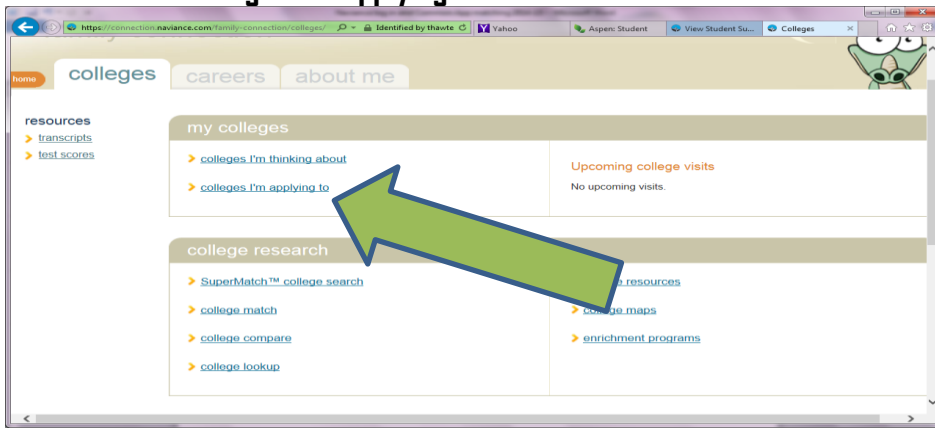 https://connection.naviance.com/family-connection/colleges/ Identified by thawte Yahoo Aspen: Student View Student Su... Colleges
home colleges careers about me
resources
transcripts
test scores
my colleges
colleges I'm thinking about
colleges I'm applying to
Upcoming college visits
No upcoming visits.
college research
SuperMatch™ college search
college match
college compare
college lookup
resources
college maps
enrichment programs